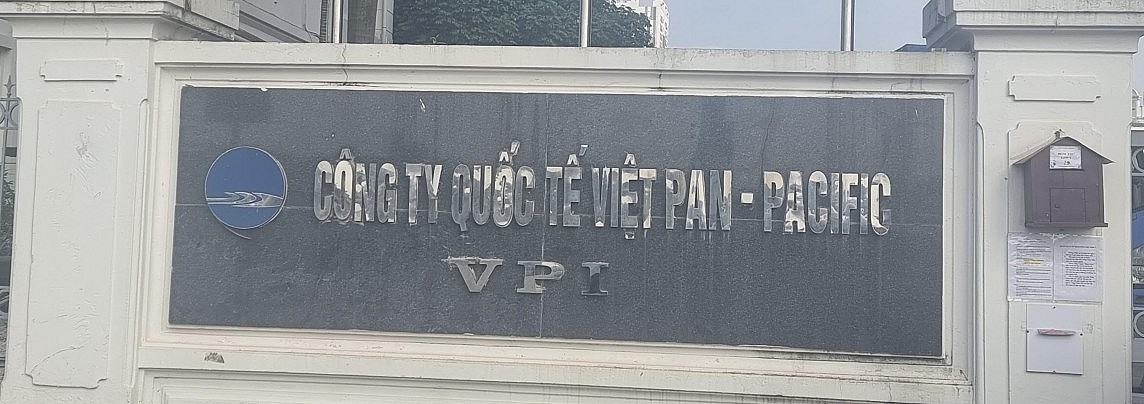 CÔNG TY QUỐC TẾ VIỆT PAN - PACIFIC
VPI